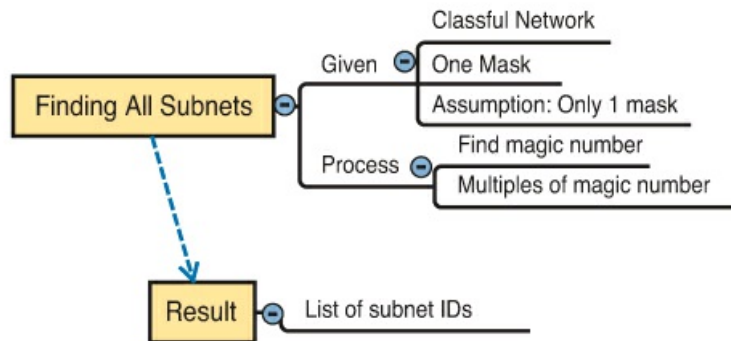 Classful Network
Given
One Mask
Finding All Subnets
Assumption: Only 1 mask
Find magic number
Process
Multiples of magic number
Result
List of subnet IDs